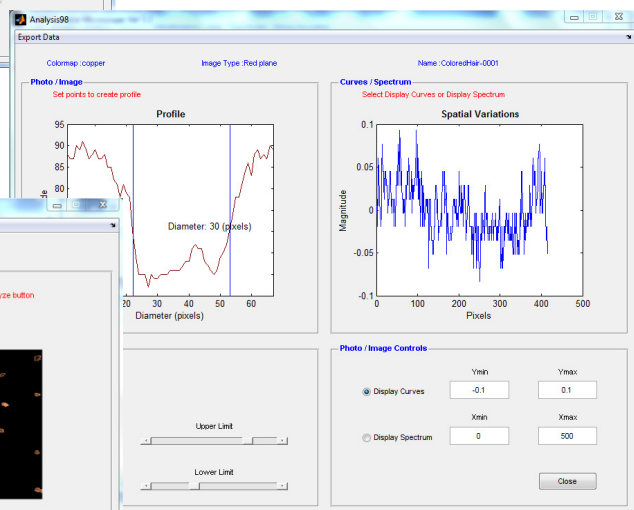 Analysis98
Export Data
Colormap :copper
Image Type :Red plane
Name :ColoredHair-0001
Photo / Image
Set points to create profile
Profile
95
90
85
80
Diameter: 30 (pixels)
20 30 40 50 60
Diameter (pixels)
Curves / Spectrum
Select Display Curves or Display Spectrum
Spatial Variations
0.1
0.05
0
-0.05
-0.1
Magnitude
0 100 200 300 400 500
Pixels
button
Upper Limit
Lower Limit
Photo / Image Controls
Ymin Ymax
Display Curves -0.1 0.1
Xmin Xmax
Display Spectrum 0 500
Close